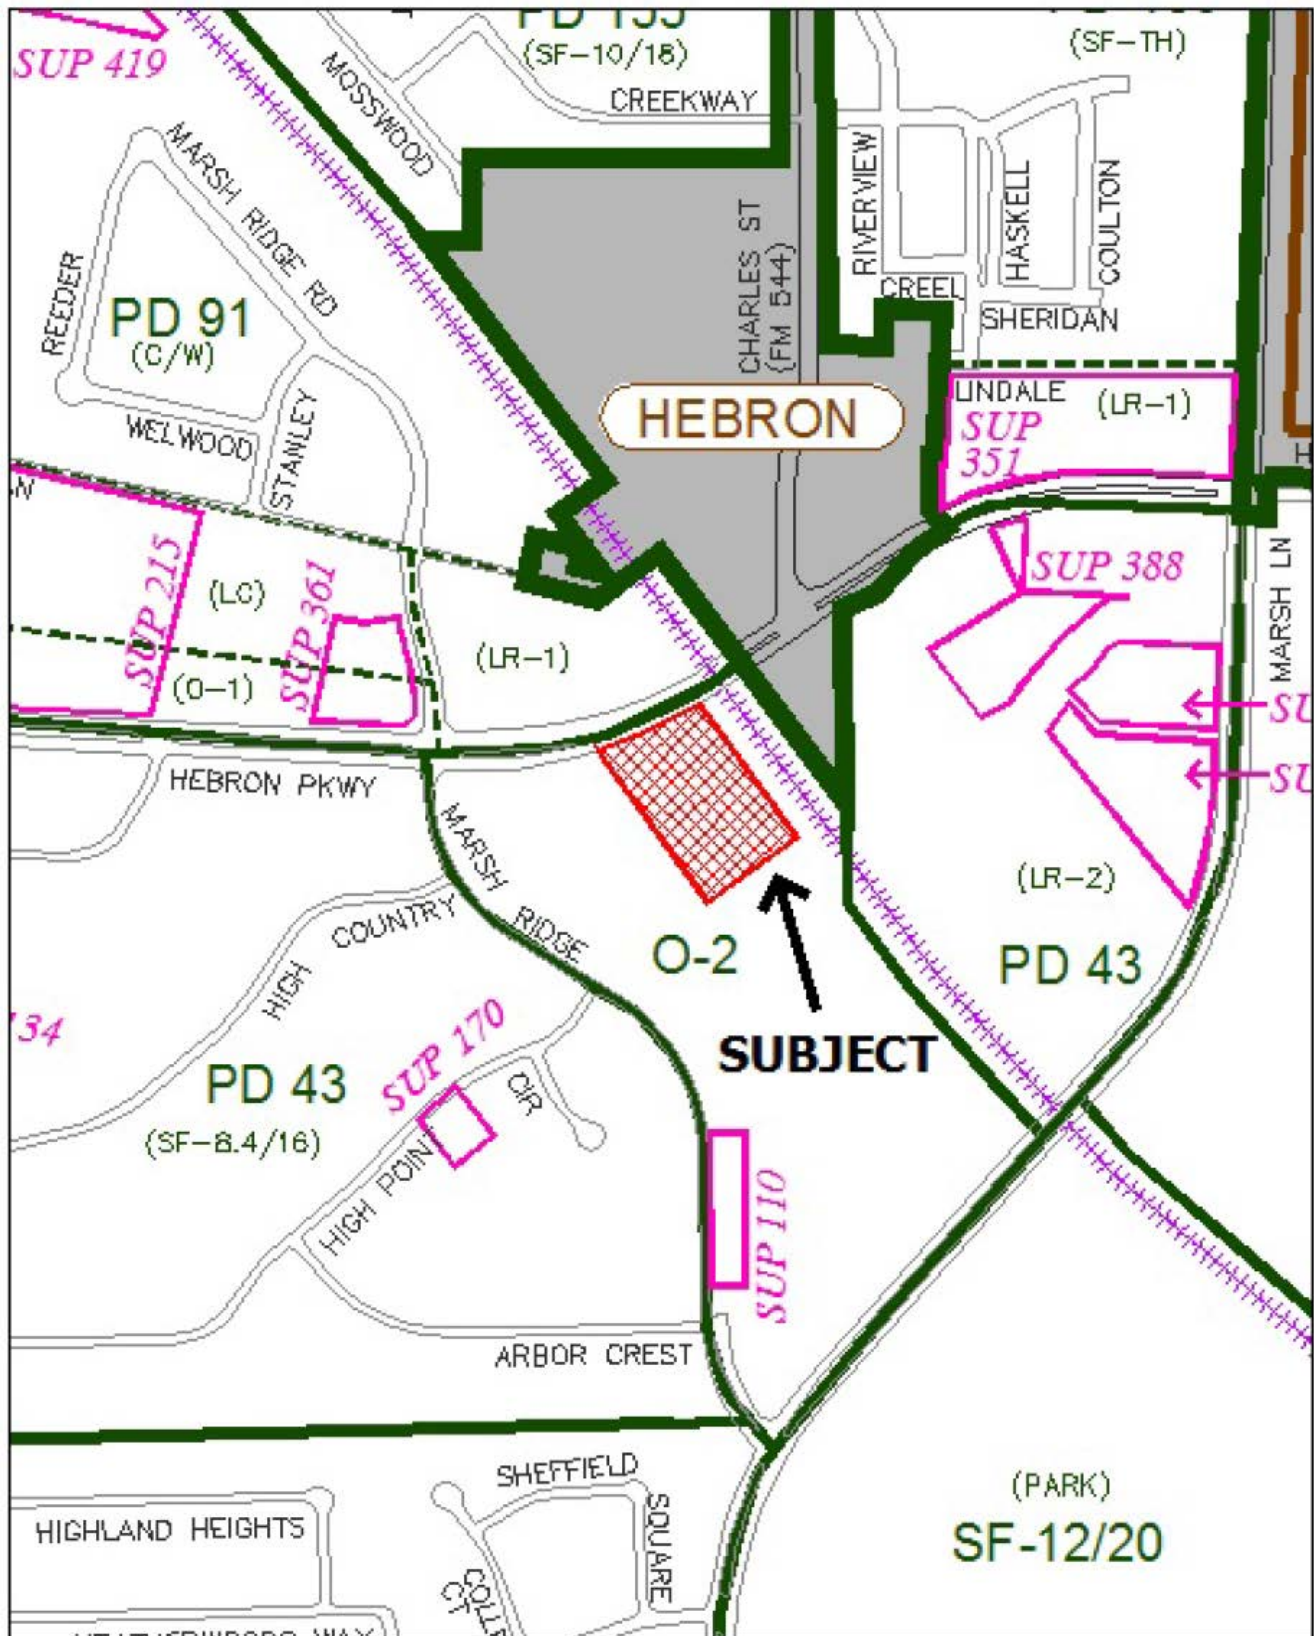 (SF-10/18)
(SF-TH)
SUP 419
MOSSWOOD
CREEKWAY
MARSH RIDGE RD
RIVERVIEW
HASKELL
COULTON
CHARLES ST
(FM 544)
REEDER
CREEL
SHERIDAN
PD 91
(C/W)
STANLEY
WELWOOD
HEBRON
LINDALE
(LR-1)
SUP
351
SUP 215
(LC)
SUP 361
(LR-1)
(O-1)
SUP 388
MARSH LN
SU
SU
HEBRON PKWY
MARSH
RIDGE
HIGH
COUNTRY
O-2
(LR-2)
PD 43
SUBJECT
34
PD 43
(SF-8.4/16)
SUP 170
CIR
HIGH POINT
SUP 110
ARBOR CREST
SHEFFIELD
SQUARE
HIGHLAND HEIGHTS
CT
(PARK)
SF-12/20